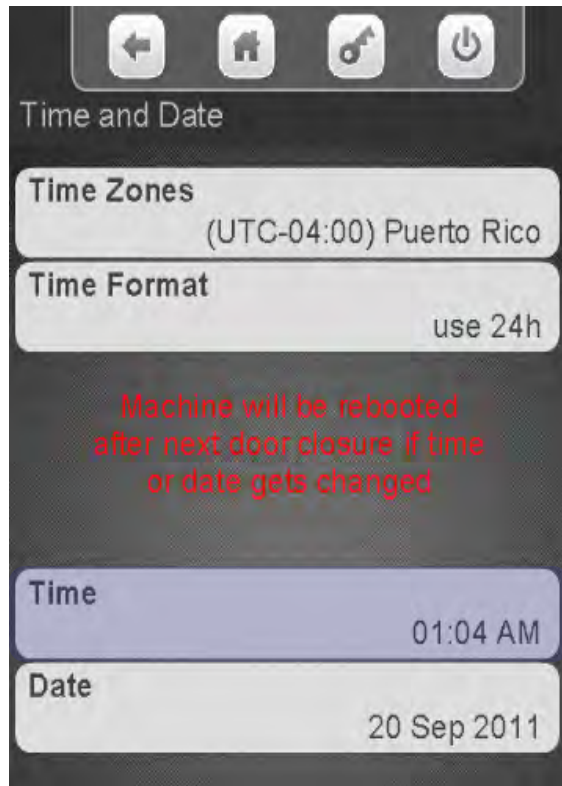 Time and Date
Time Zones
(UTC-04:00) Puerto Rico
Time Format
use 24h
Machine will be rebooted
after next door closure if time
or date gets changed
Time
01:04 AM
Date
20 Sep 2011